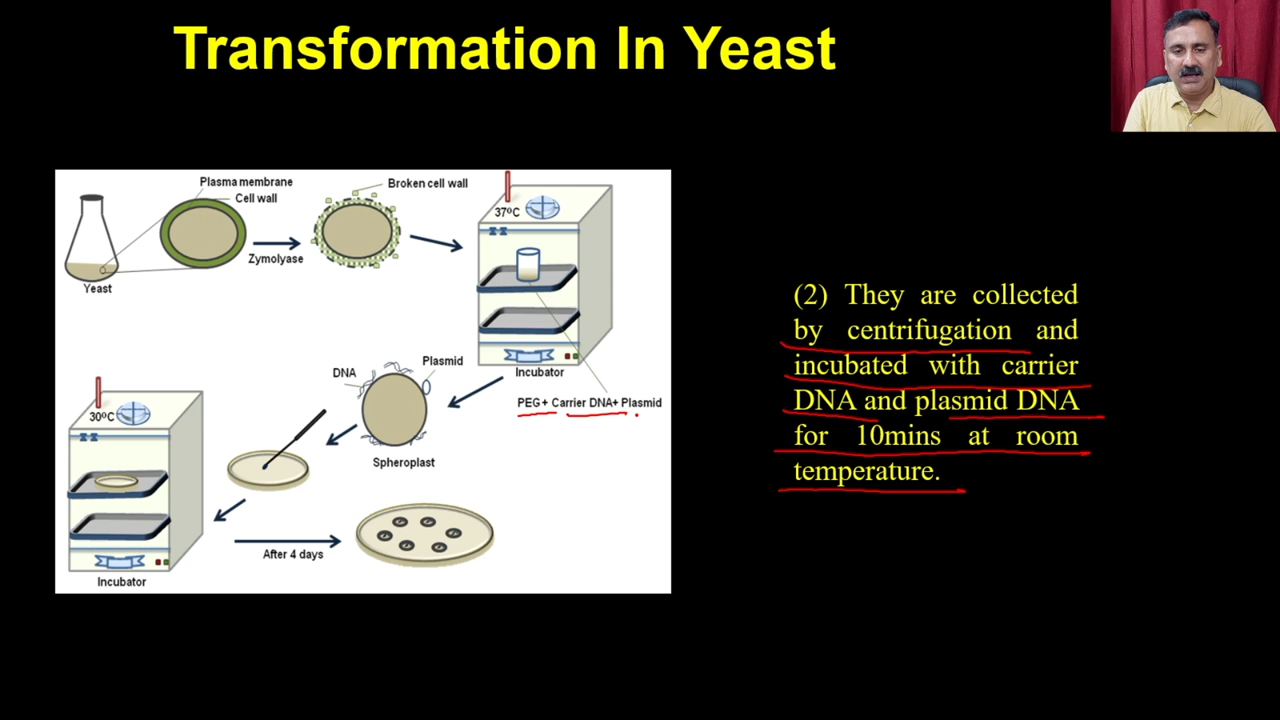 Transformation In Yeast
Plasma membrane
Cell wall
Broken cell wall
37ºC
Zymolyase
Yeast
Incubator
DNA
Plasmid
PEG+ Carrier DNA+ Plasmid
30ºC
Spheroplast
After 4 days
Incubator
(2) They are collected
by centrifugation and
incubated with carrier
DNA and plasmid DNA
for 10mins at room
temperature.